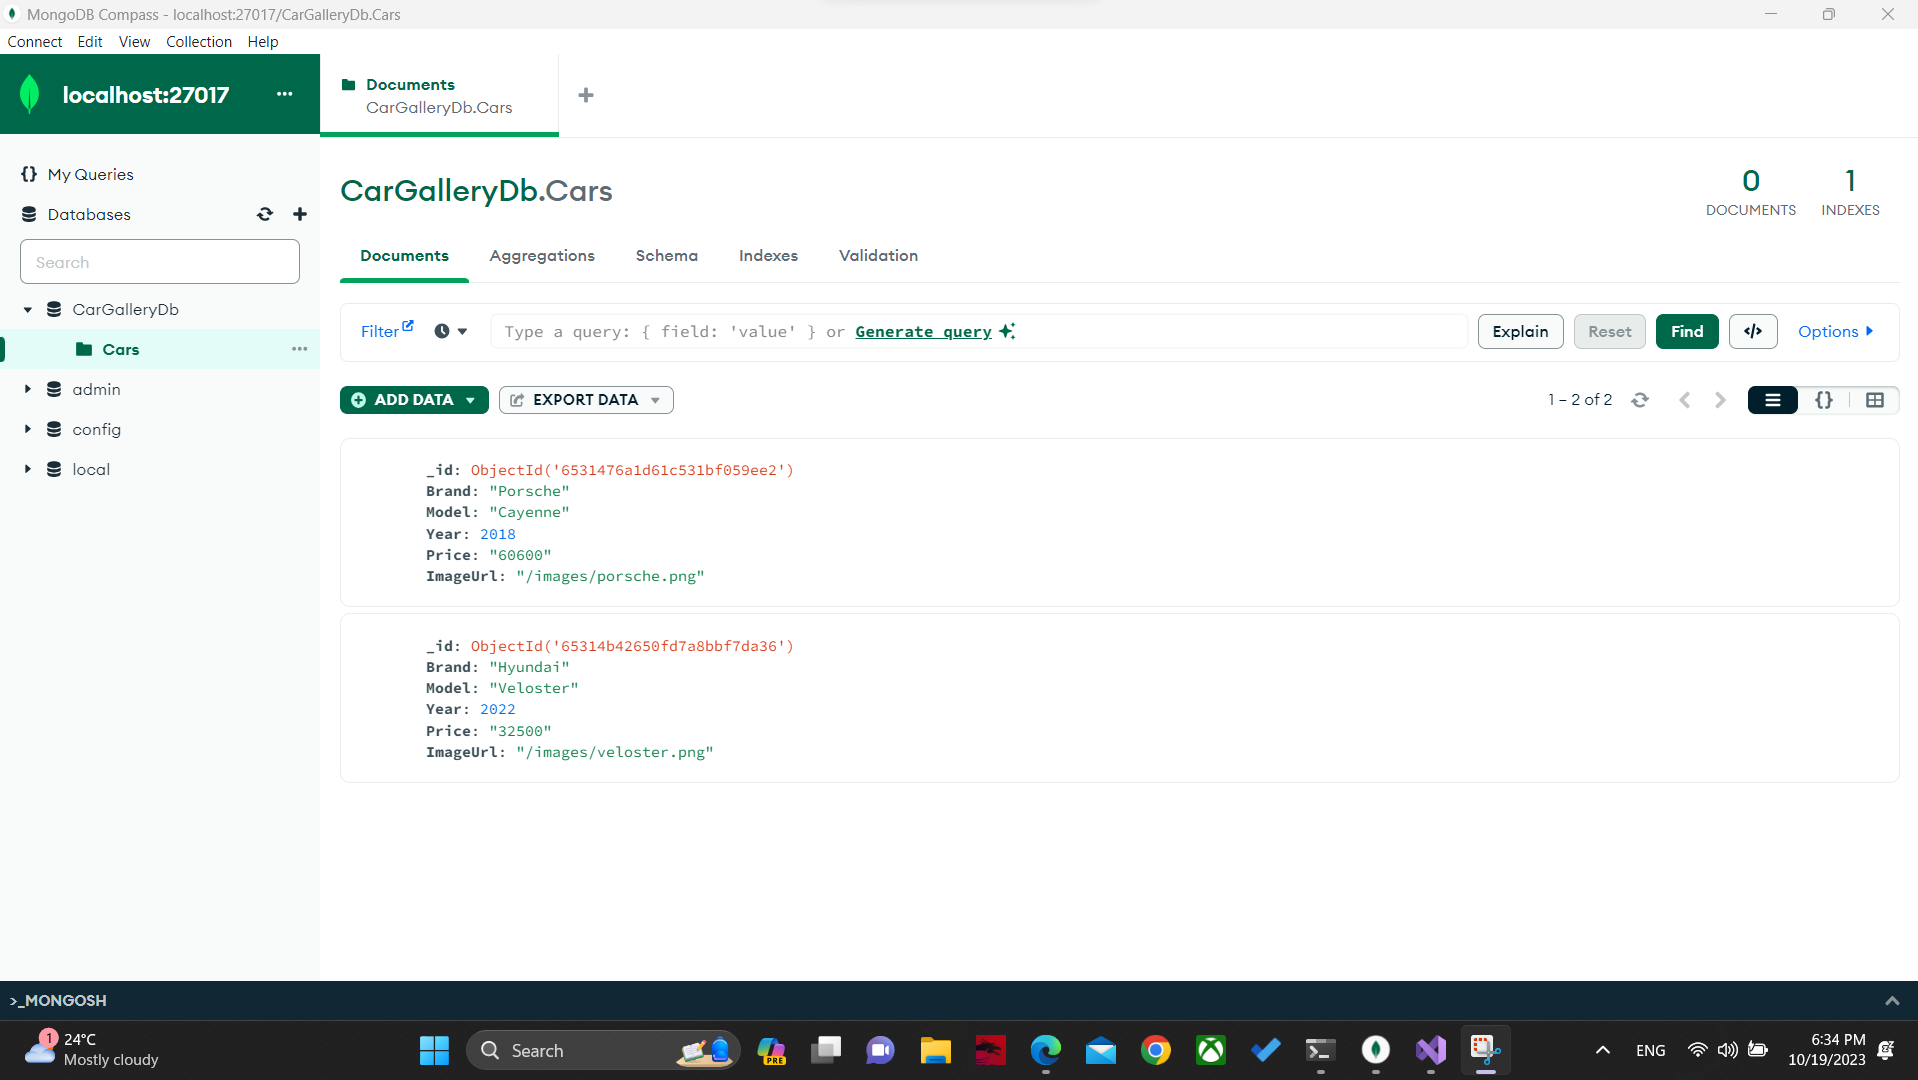 MongoDB Compass - localhost:27017/CarGalleryDb.Cars
Connect Edit View Collection Help
localhost:27017 ...
Documents
CarGalleryDb.Cars
+
{} My Queries
Databases
Search
CarGalleryDb
Cars
admin
config
local
CarGalleryDb.Cars
0
DOCUMENTS
1
INDEXES
Documents Aggregations Schema Indexes Validation
Filter Type a query: { field: 'value' } or Generate query Explain Reset Find </> Options
ADD DATA EXPORT DATA 1 – 2 of 2 {}
_id: ObjectId('6531476a1d61c531bf059ee2')
Brand: "Porsche"
Model: "Cayenne"
Year: 2018
Price: "60600"
ImageUrl: "/images/porsche.png"
_id: ObjectId('65314b42650fd7a8bbf7da36')
Brand: "Hyundai"
Model: "Veloster"
Year: 2022
Price: "32500"
ImageUrl: "/images/veloster.png"
>_MONGOSH
1
24°C
Mostly cloudy
Search
PRE
ENG
6:34 PM
10/19/2023